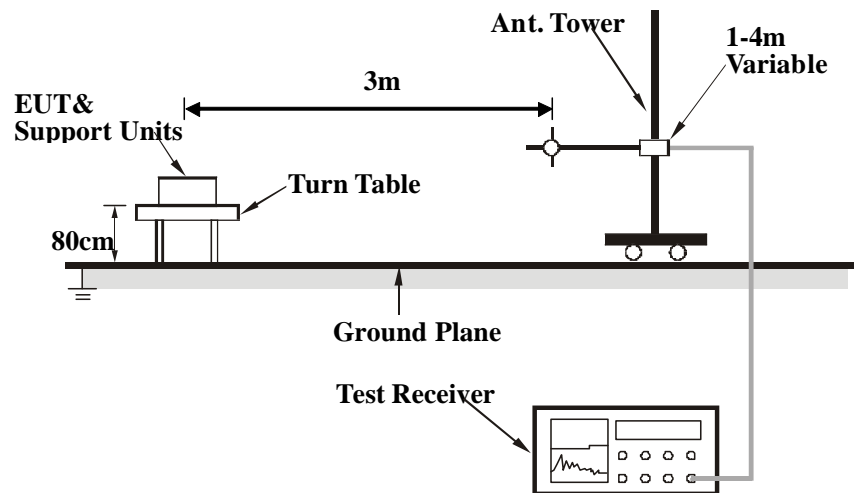 Ant. Tower
1-4m
Variable
3m
EUT&
Support Units
Turn Table
80cm
Ground Plane
Test Receiver